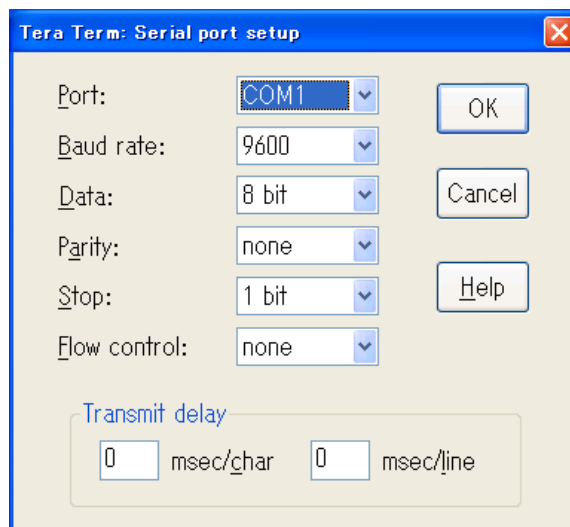 Tera Term: Serial port setup
Port: COM1
OK
Baud rate: 9600
Data: 8 bit
Cancel
Parity: none
Stop: 1 bit
Help
Flow control: none
Transmit delay
0 msec/char 0 msec/line